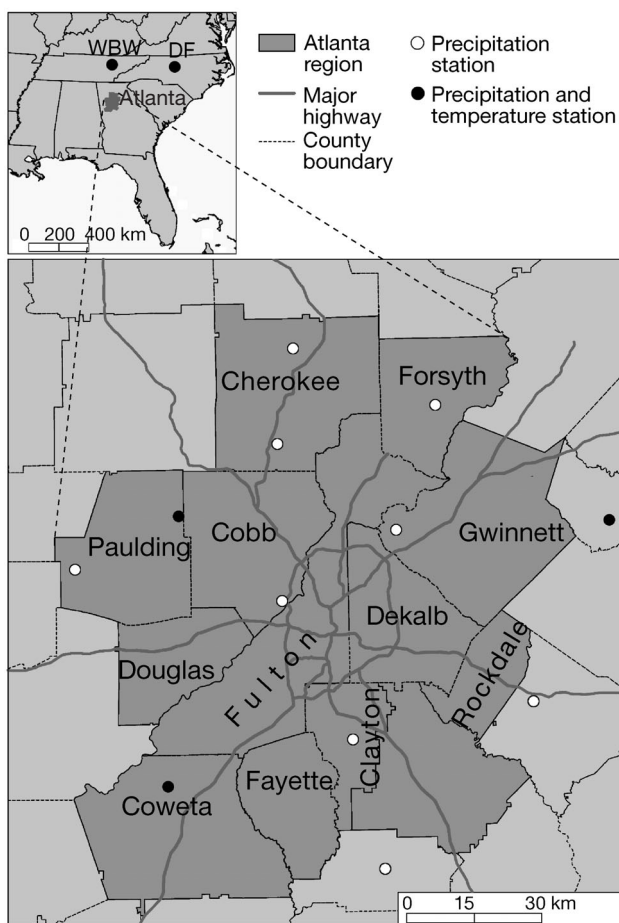 WBW
DF
Atlanta
0 200 400 km
Atlanta
region
Major
highway
County
boundary
Precipitation
station
Precipitation and
temperature station
Cherokee
Forsyth
Paulding
Cobb
Gwinnett
Dekalb
Douglas
Fulton
Rockdale
Clayton
Fayette
Coweta
0 15 30 km